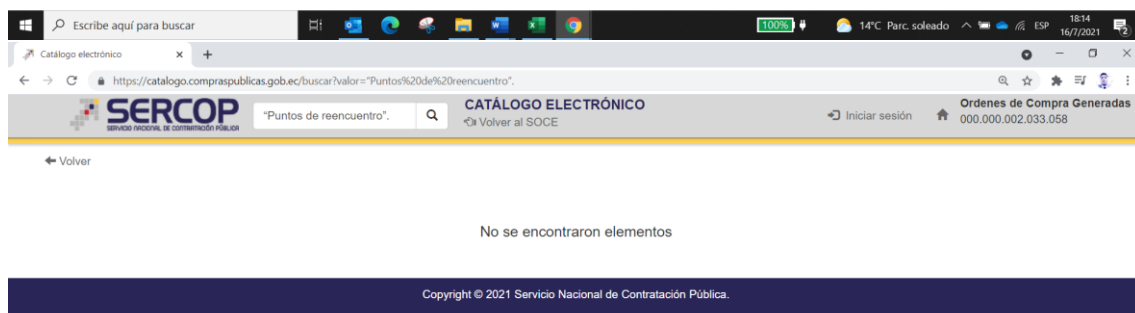 Escribe aquí para buscar
100%
14°C Parc. soleado
ESP
18:14
16/7/2021
2
Catálogo electrónico
https://catalogo.compraspublicas.gob.ec/buscar?valor="Puntos%20de%20reencuentro".
SERCOP
SERVICIO NACIONAL DE CONTRATACIÓN PÚBLICA
"Puntos de reencuentro".
CATÁLOGO ELECTRÓNICO
Volver al SOCE
Iniciar sesión
Ordenes de Compra Generadas
000.000.002.033.058
Volver
No se encontraron elementos
Copyright © 2021 Servicio Nacional de Contratación Pública.